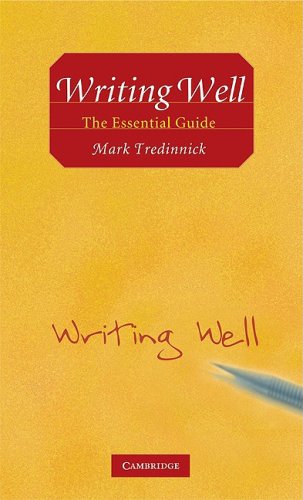 Writing Well
The Essential Guide
Mark Tredinnick
Writing Well
CAMBRIDGE